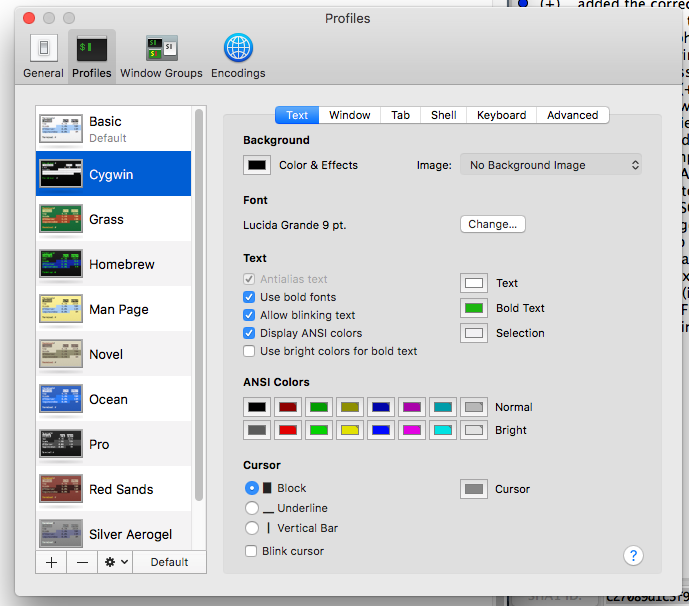 (+) added the correc
Profiles
General Profiles Window Groups Encodings
Text Window Tab Shell Keyboard Advanced
Basic
Default
Cygwin
Grass
Homebrew
Man Page
Novel
Ocean
Pro
Red Sands
Silver Aerogel
+ − Default
Background
Color & Effects Image: No Background Image
Font
Lucida Grande 9 pt. Change...
Text
Antialias text
Use bold fonts
Allow blinking text
Display ANSI colors
Use bright colors for bold text
Text
Bold Text
Selection
ANSI Colors
Normal
Bright
Cursor
Block
Underline
Vertical Bar
Blink cursor
Cursor
?